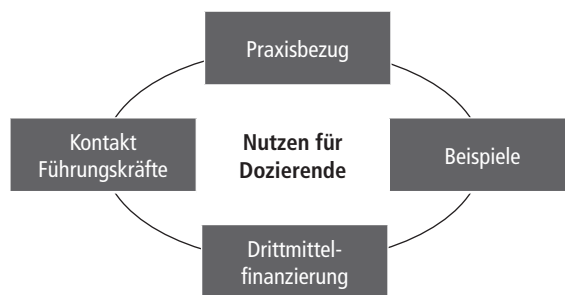 Praxisbezug
Kontakt
Führungskräfte
Nutzen für
Dozierende
Beispiele
Drittmittel-
finanzierung